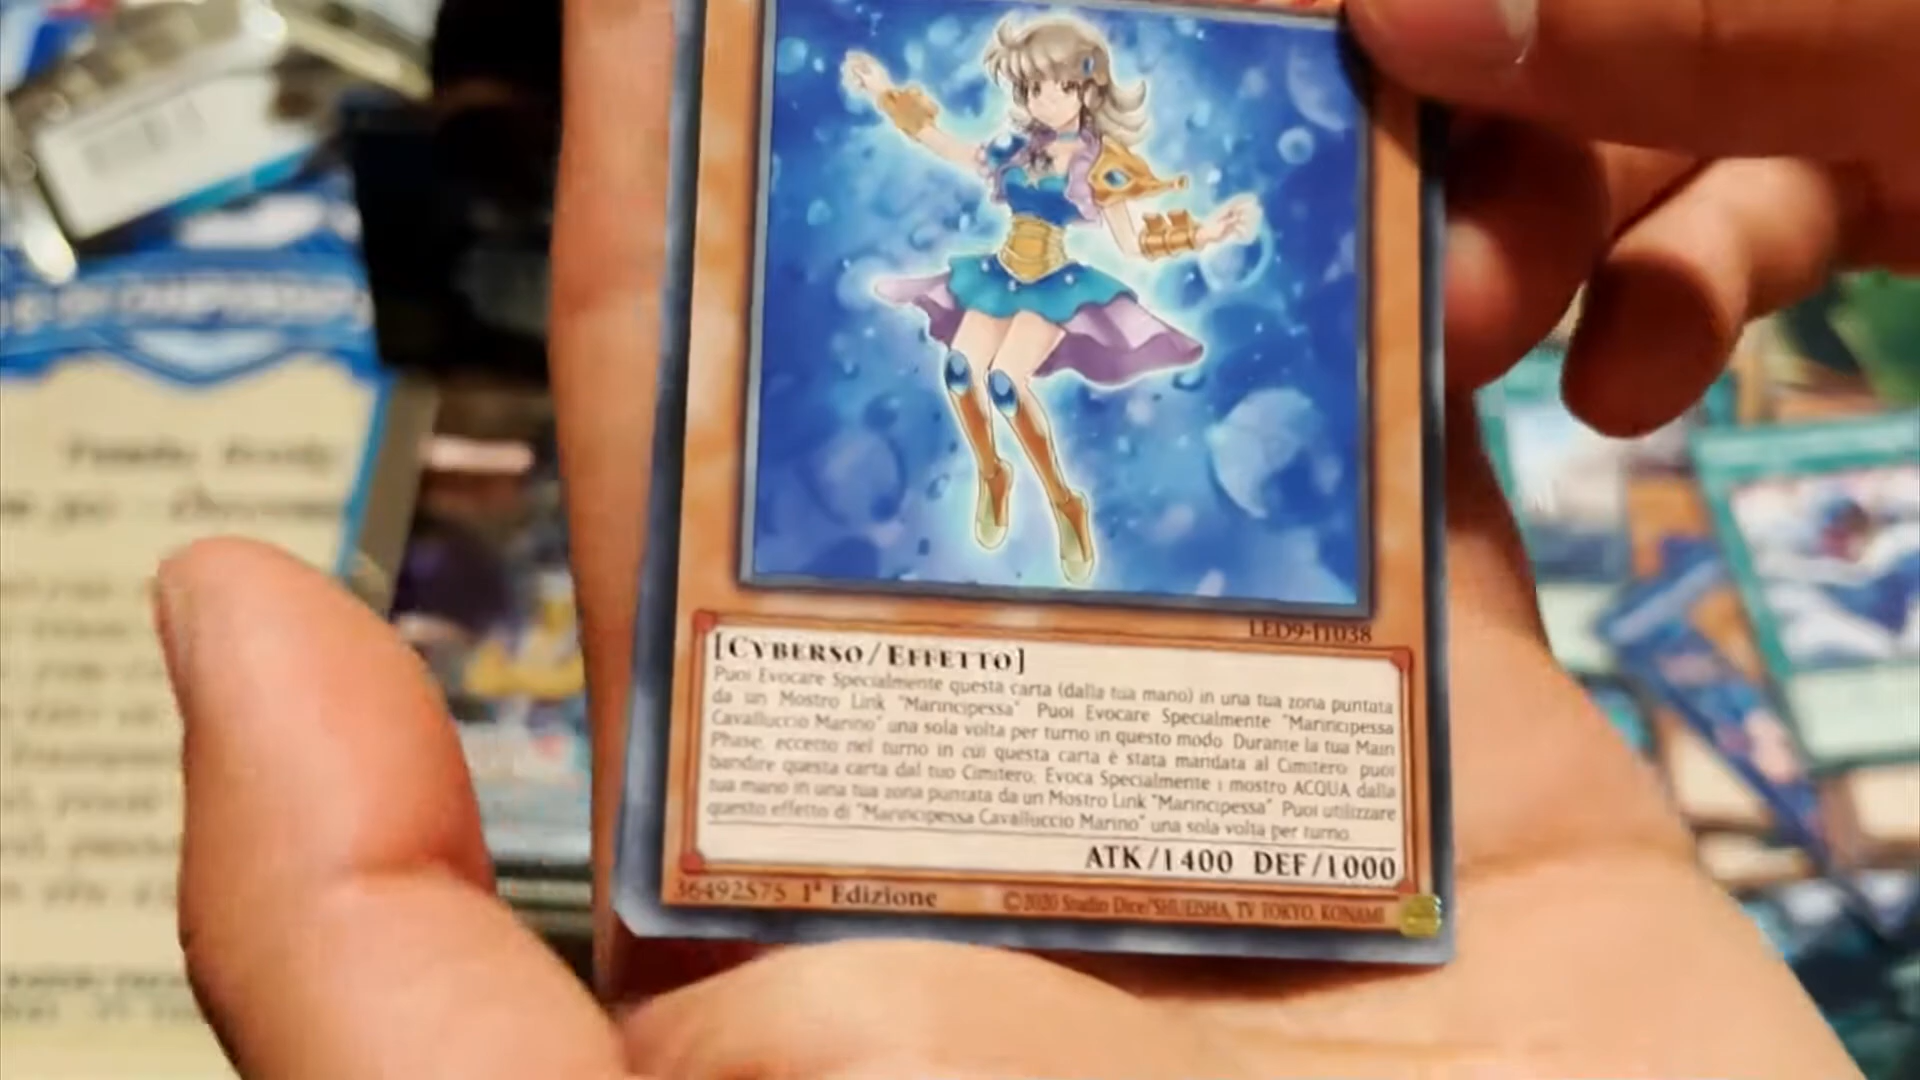 LED9-IT038
[CYBERSO/EFFETTO]
Puoi Evocare Specialmente questa carta (dalla tua mano) in una tua zona puntata
da un Mostro Link "Marincipessa" Puoi Evocare Specialmente "Marincipessa
Cavalluccio Marino" una sola volta per turno in questo modo. Durante la tua Main
Phase, eccetto nel turno in cui questa carta è stata mandata al Cimitero: puoi
bandire questa carta dal tuo Cimitero; Evoca Specialmente 1 mostro ACQUA dalla
tua mano in una tua zona puntata da un Mostro Link "Marincipessa" Puoi utilizzare
questo effetto di "Marincipessa Cavalluccio Marino" una sola volta per turno.
ATK/1400 DEF/1000
36492575 1ª Edizione
©2020 Studio Dice/SHUEISHA, TV TOKYO, KONAMI